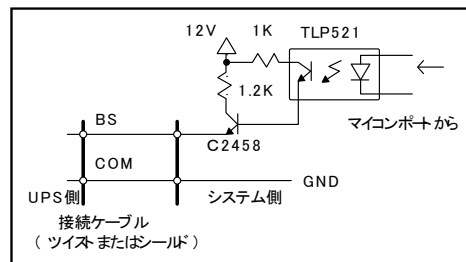 12V
1K
TLP521
1.2K
BS
C2458
マイコンポートから
COM
GND
UPS側
システム側
接続ケーブル
( ツイストまたはシールド)